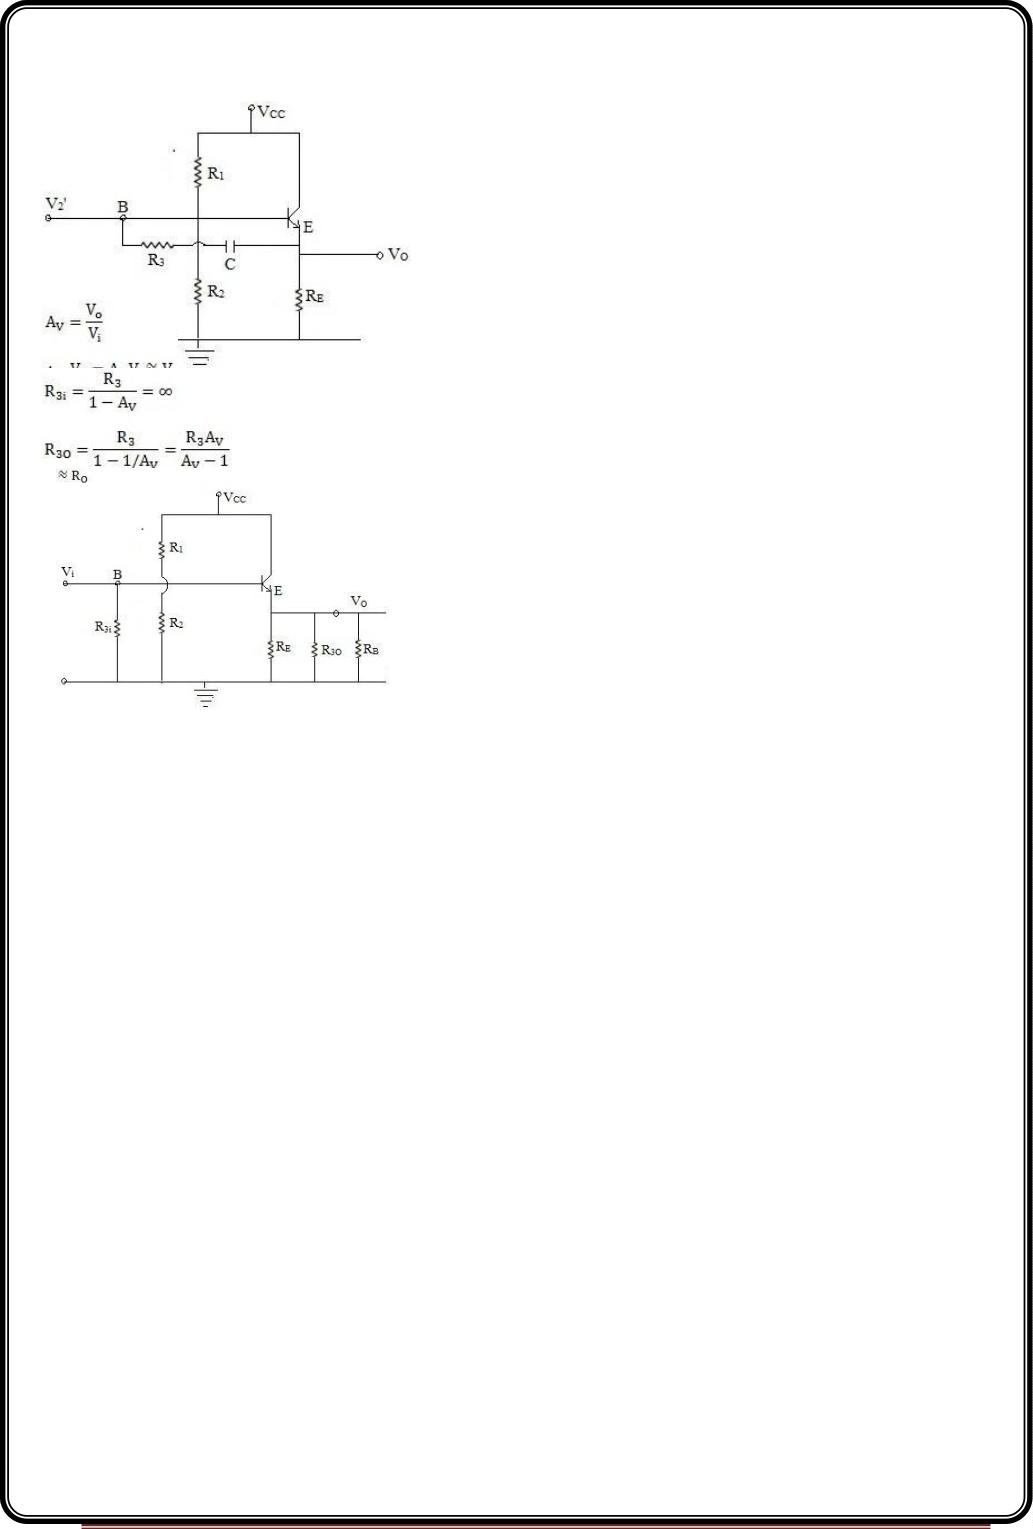 VCC
R1
V2' B
E
VO
R3 C
R2 RE
AV = Vo/Vi
R3i = R3/(1 − AV) = ∞
R3O = R3/(1 − 1/AV) = R3AV/(AV − 1)
≈ RO
VCC
R1
Vi B
E
VO
R3i R2 RE R3O RB